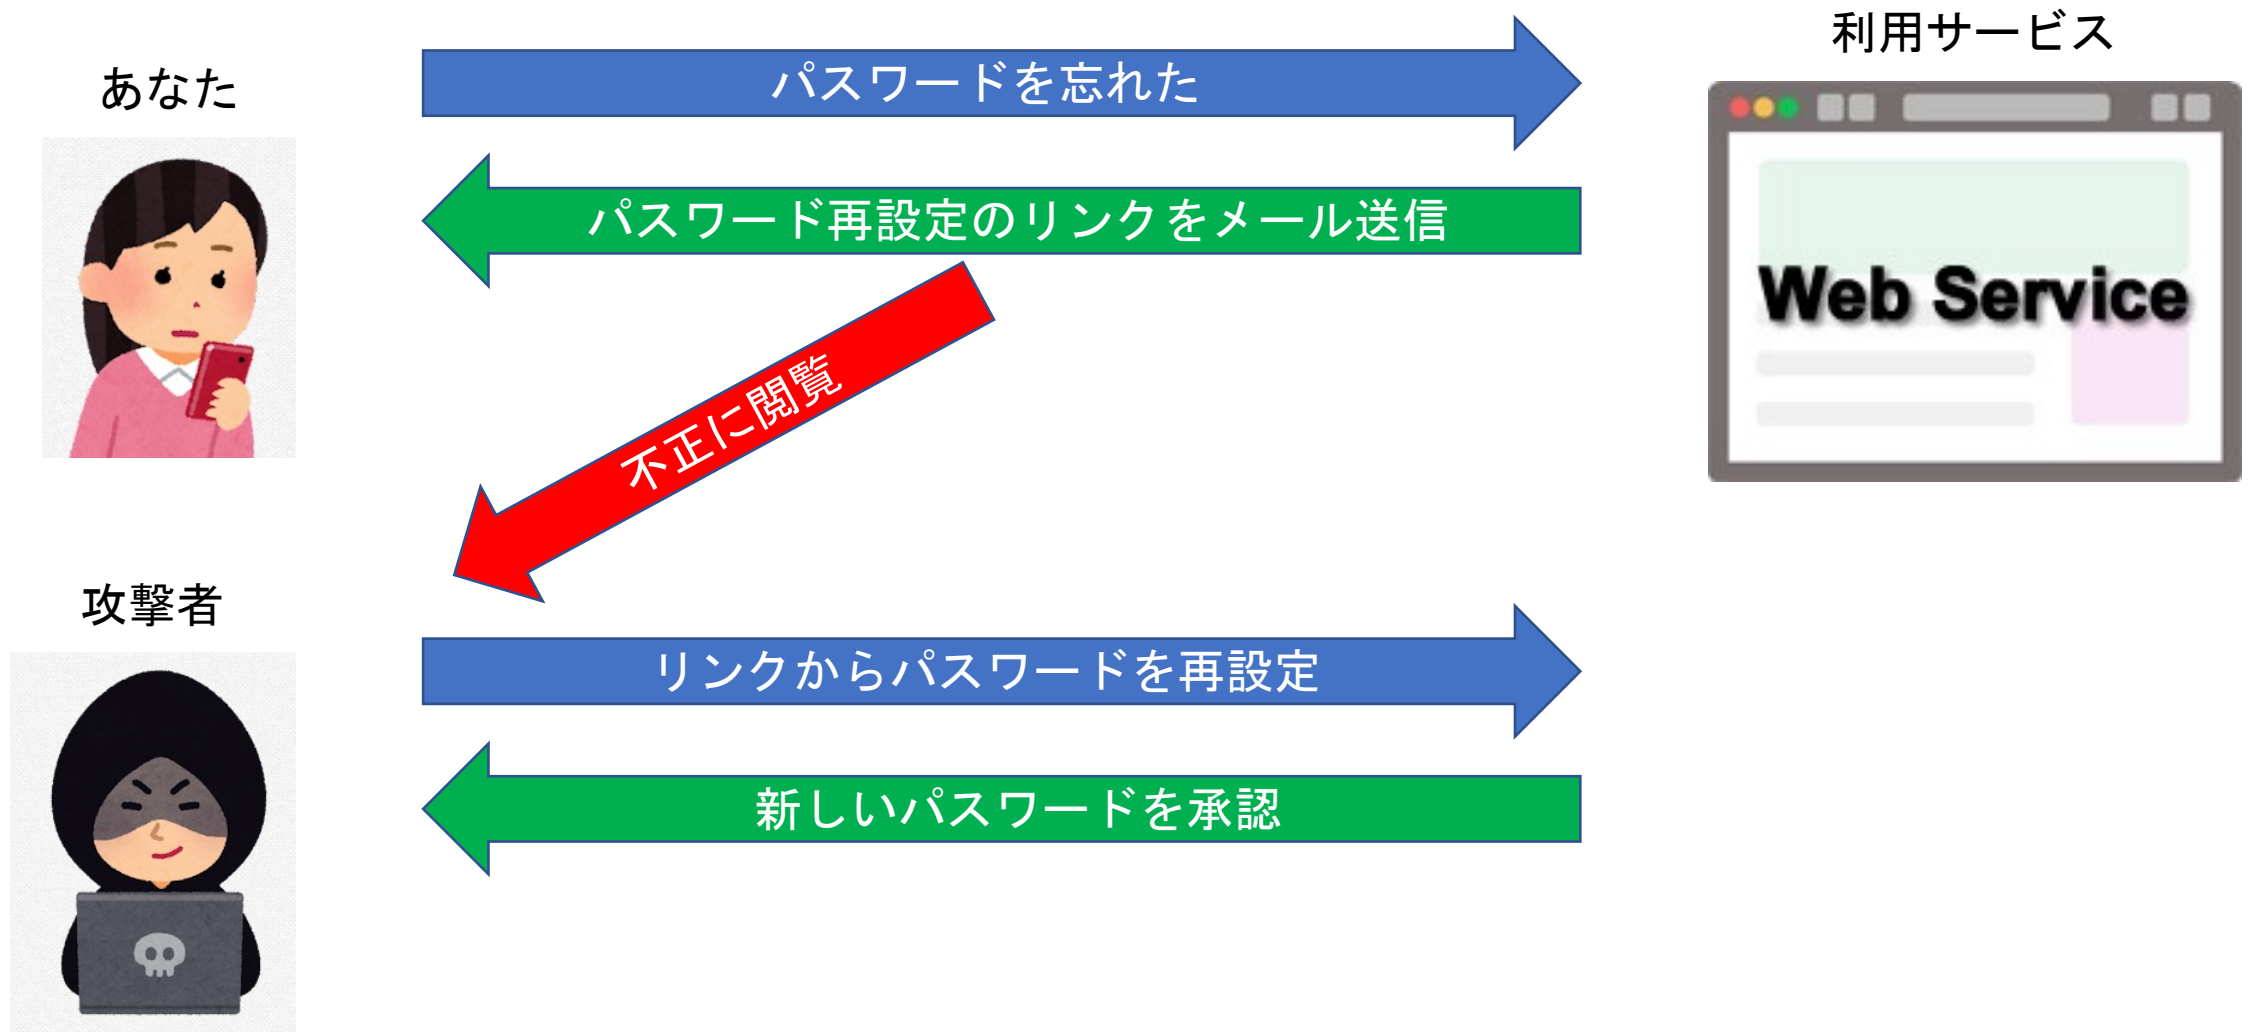 利用サービス
あなた
パスワードを忘れた
パスワード再設定のリンクをメール送信
Web Service
不正に閲覧
攻撃者
リンクからパスワードを再設定
新しいパスワードを承認